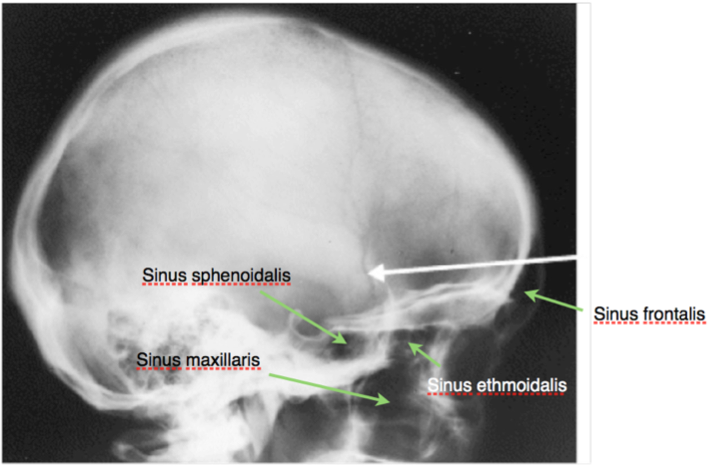 Sinus sphenoidalis
Sinus frontalis
Sinus maxillaris
Sinus ethmoidalis